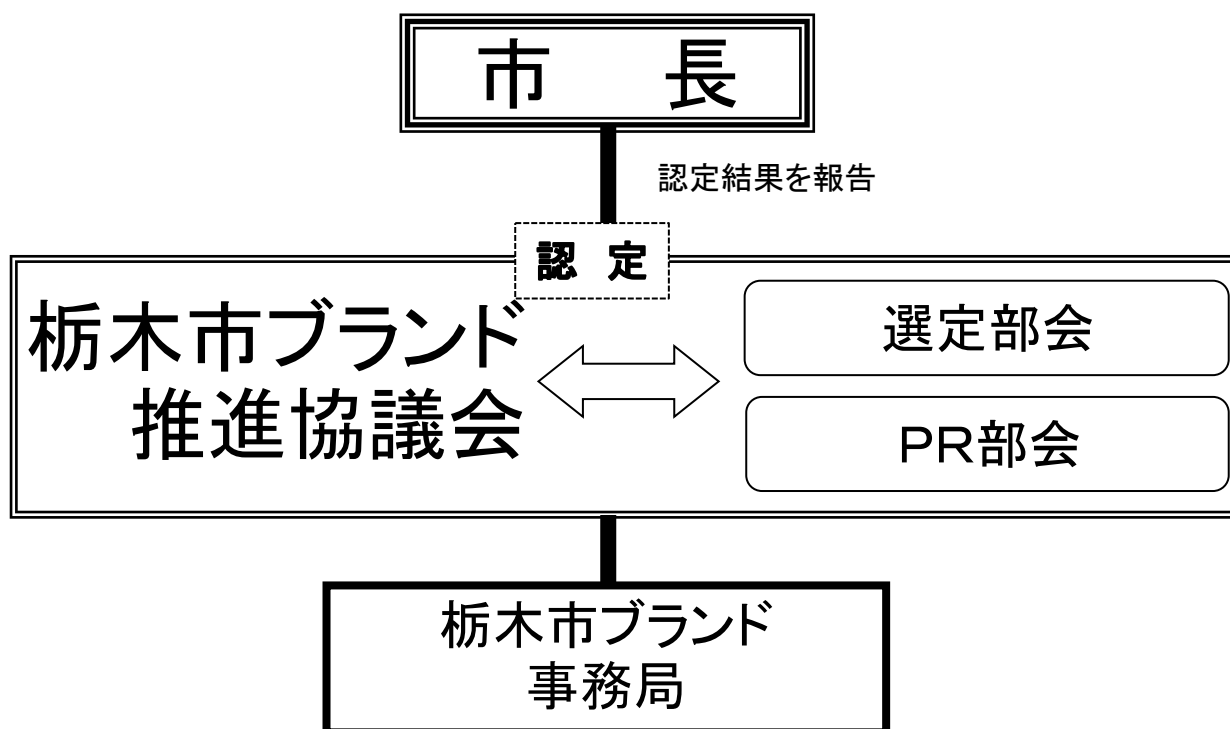 市　長
認定結果を報告
認 定
栃木市ブランド
推進協議会
選定部会
PR部会
栃木市ブランド
事務局